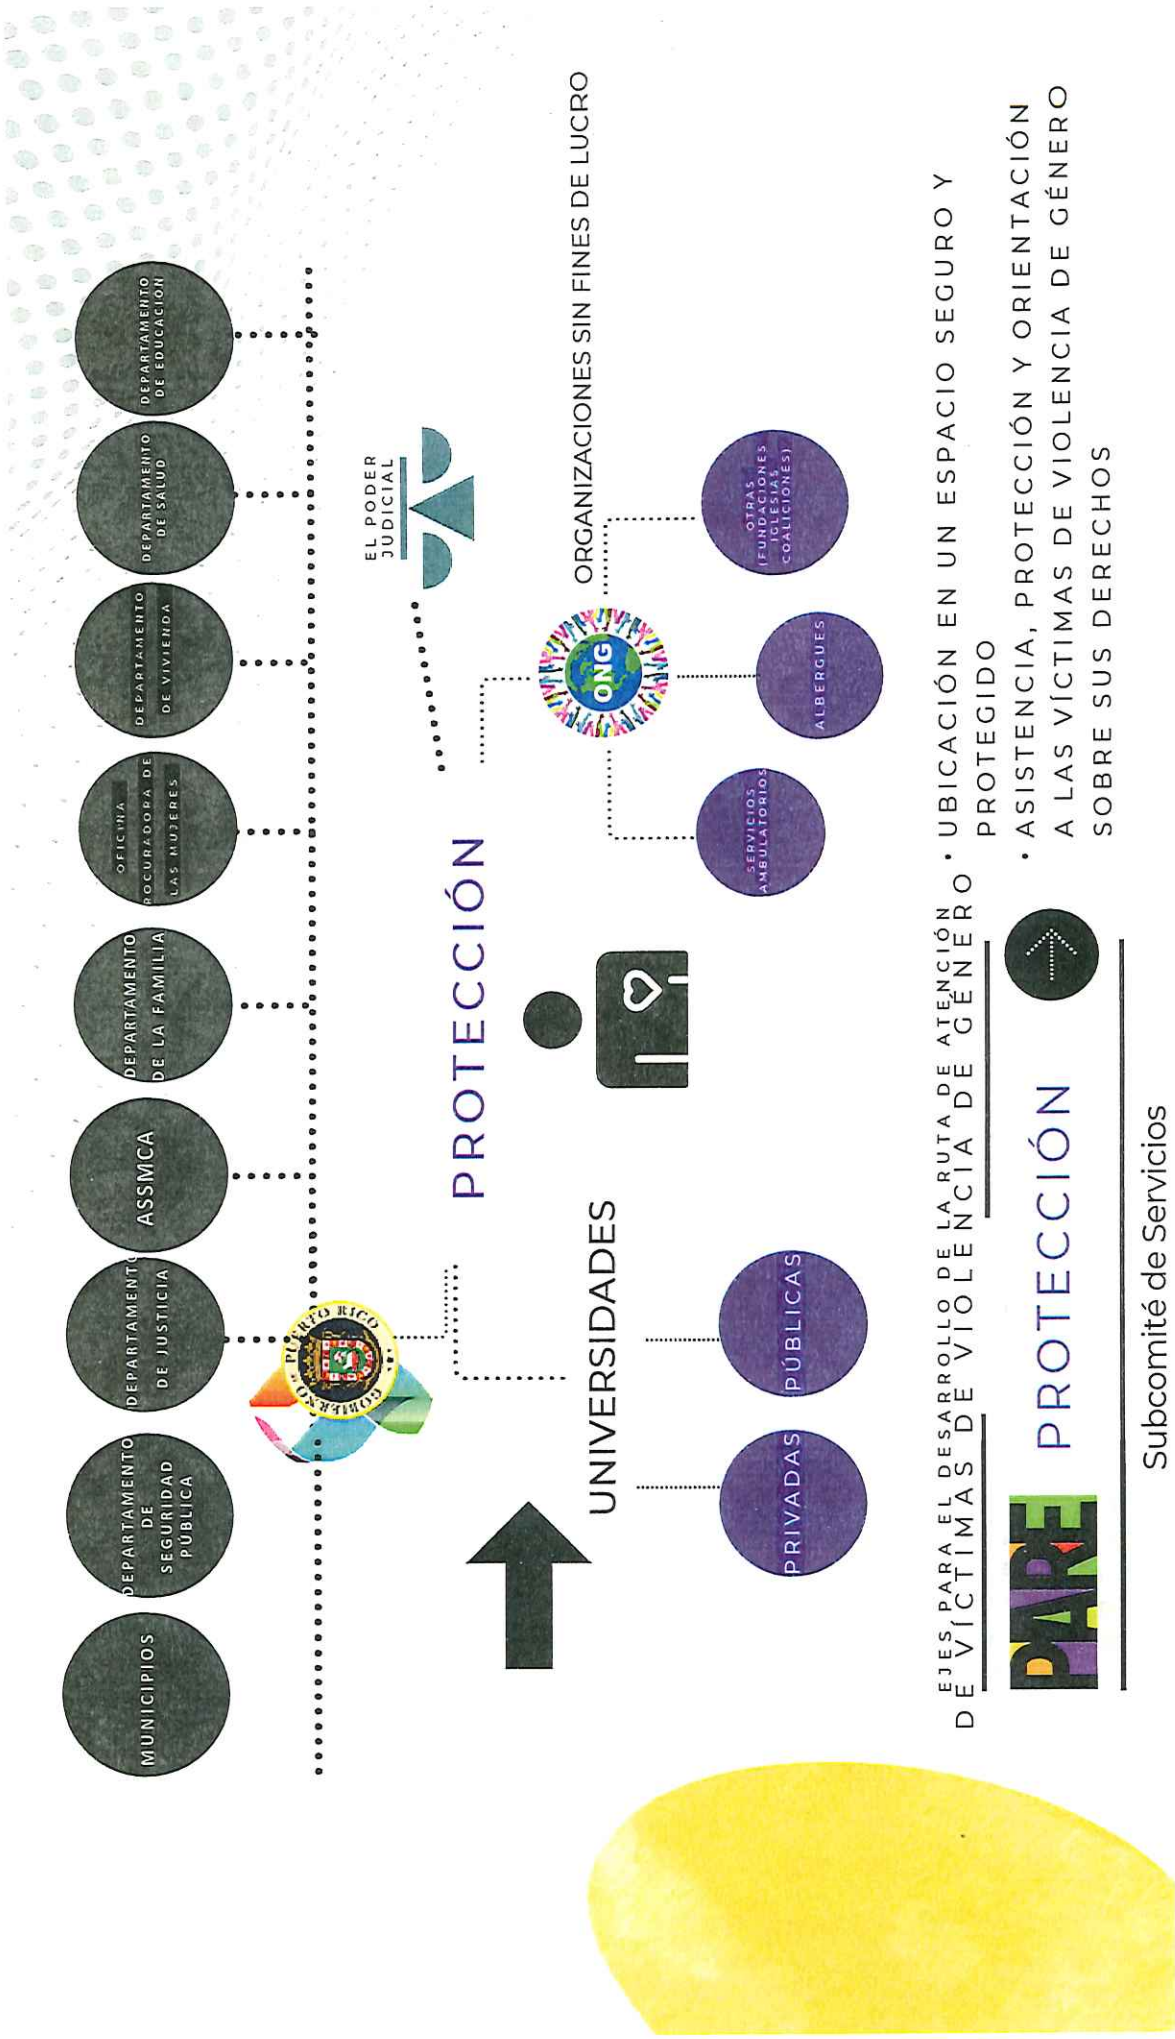 MUNICIPIOS
DEPARTAMENTO
DE
SEGURIDAD
PÚBLICA
DEPARTAMENTO
DE JUSTICIA
ASSMCA
DEPARTAMENTO
DE LA FAMILIA
OFICINA
ROCURADORA DE
LAS MUJERES
DEPARTAMENTO
DE VIVIENDA
DEPARTAMENTO
DE SALUD
DEPARTAMENTO
DE EDUCACIÓN
GOBIERNO PUERTO RICO
EL PODER
JUDICIAL
PROTECCIÓN
UNIVERSIDADES
PRIVADAS
PÚBLICAS
ORGANIZACIONES SIN FINES DE LUCRO
ONG
SERVICIOS
AMBULATORIOS
ALBERGUES
OTRAS
(FUNDACIONES
IGLESIAS
COALICIONES)
EJES PARA EL DESARROLLO DE LA RUTA DE ATENCIÓN
DE VÍCTIMAS DE VIOLENCIA DE GÉNERO
PARE
PROTECCIÓN
Subcomité de Servicios
· UBICACIÓN EN UN ESPACIO SEGURO Y
PROTEGIDO
· ASISTENCIA, PROTECCIÓN Y ORIENTACIÓN
A LAS VÍCTIMAS DE VIOLENCIA DE GÉNERO
SOBRE SUS DERECHOS